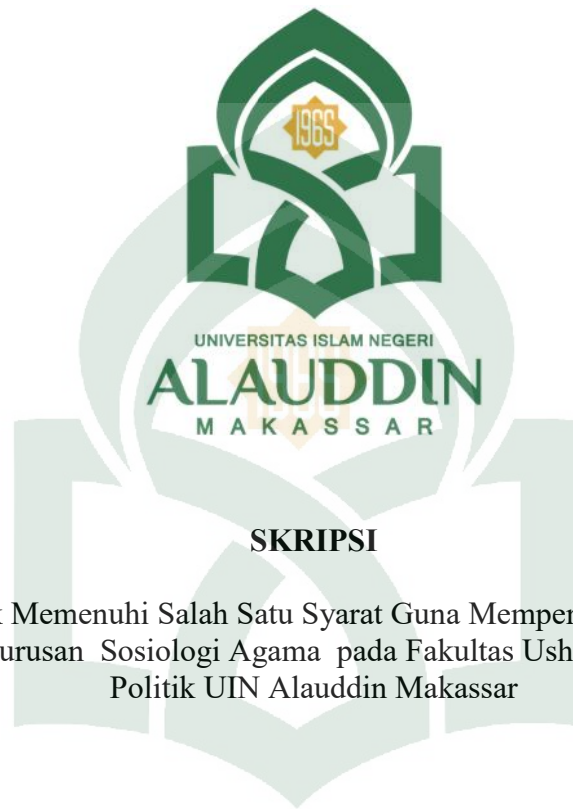 1965
UNIVERSITAS ISLAM NEGERI
ALAUDDIN
MAKASSAR
SKRIPSI
Memenuhi Salah Satu Syarat Guna
urusan Sosiologi Agama pada Fakultas
Politik UIN Alauddin Makassar